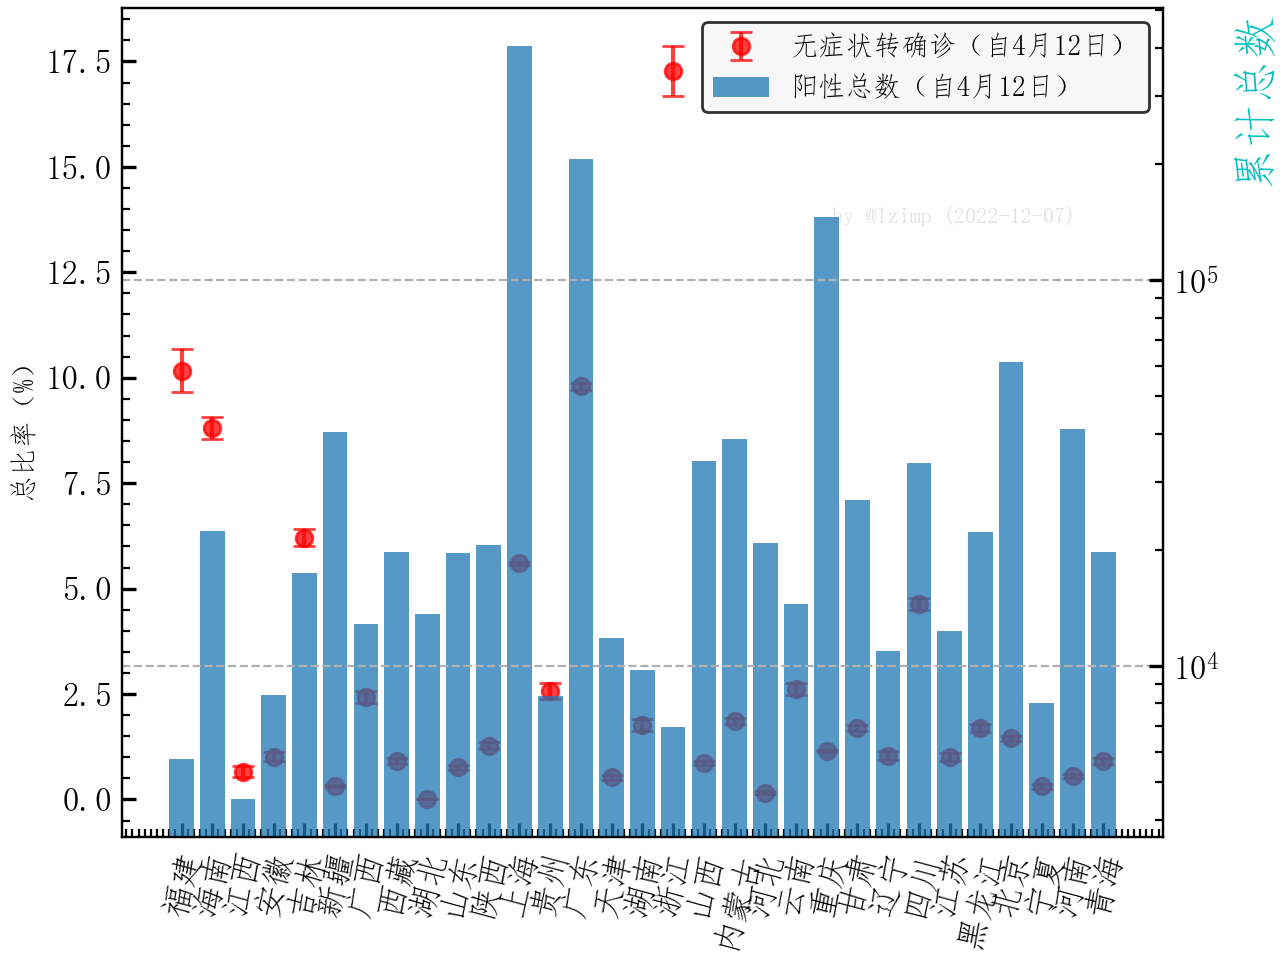 无症状转确诊（自4月12日）
阳性总数（自4月12日）
by @lzimp (2022-12-07)
累计总数
总比率 (%)
17.5
15.0
12.5
10.0
7.5
5.0
2.5
0.0
10⁵
10⁴
福建
海南
江西
安徽
吉林
新疆
广西
西藏
湖北
山东
陕西
上海
贵州
广东
天津
湖南
浙江
山西
内蒙古
河北
云南
重庆
甘肃
辽宁
四川
江苏
黑龙江
北京
宁夏
河南
青海